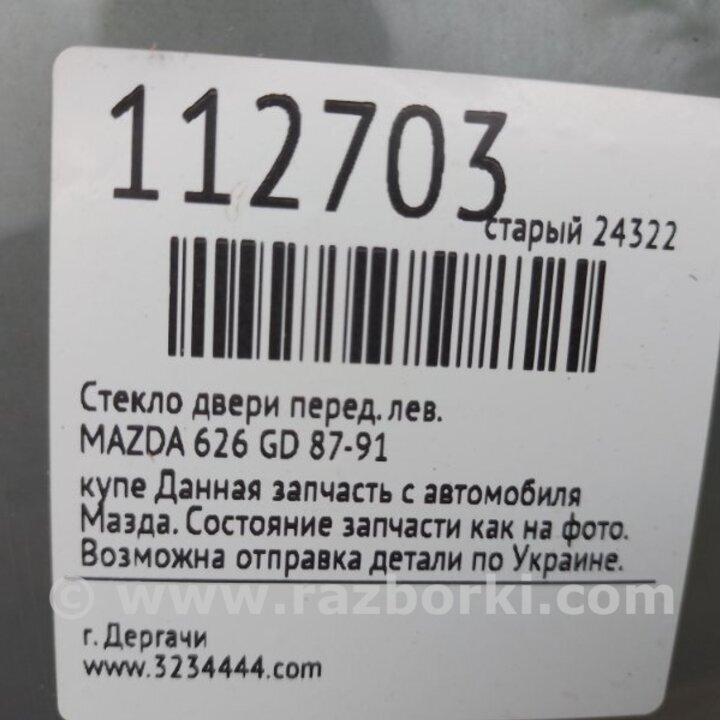 112703
старый 24322
Стекло двери перед. лев.
MAZDA 626 GD 87-91
купе Данная запчасть с автомобиля
Мазда. Состояние запчасти как на фото.
Возможна отправка детали по Украине.
© www.razborki.com
г. Дергачи
www.3234444.com